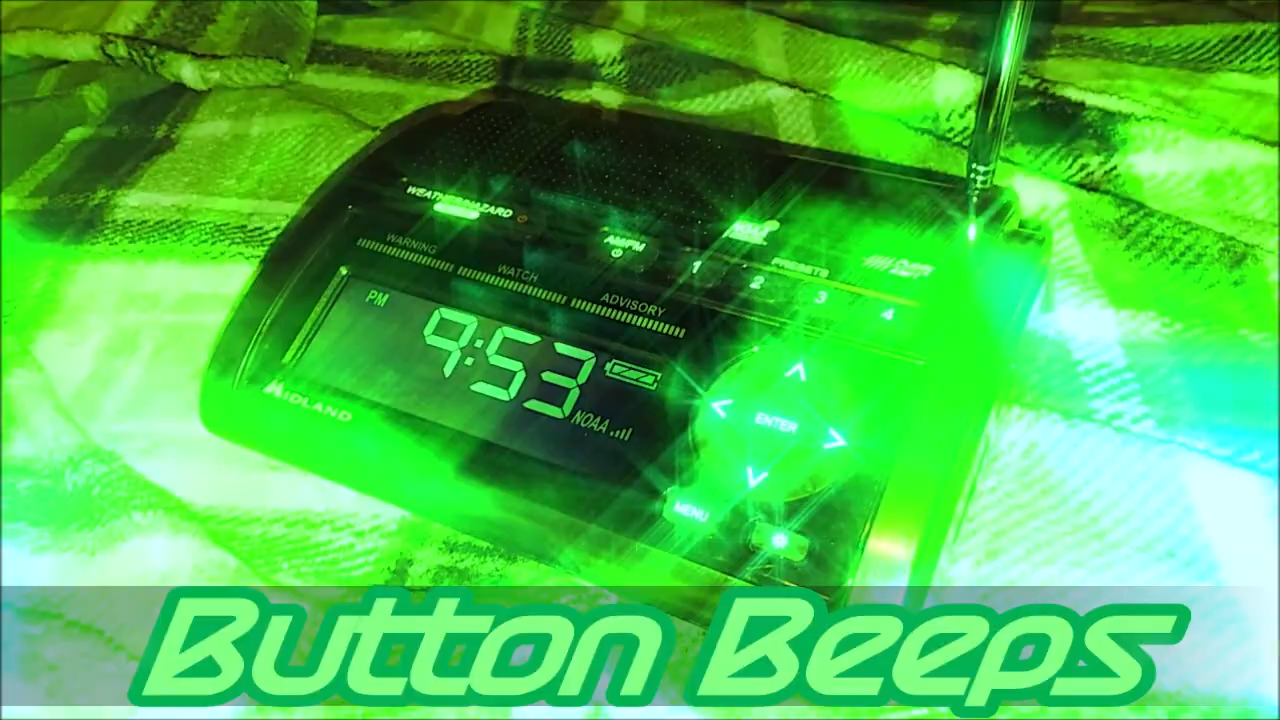 WEATHER/HAZARD
AM/FM
PRESETS
1
2
3
4
WARNING
WATCH
ADVISORY
PM
9:53
NOAA
MIDLAND
ENTER
MENU
Button Beeps